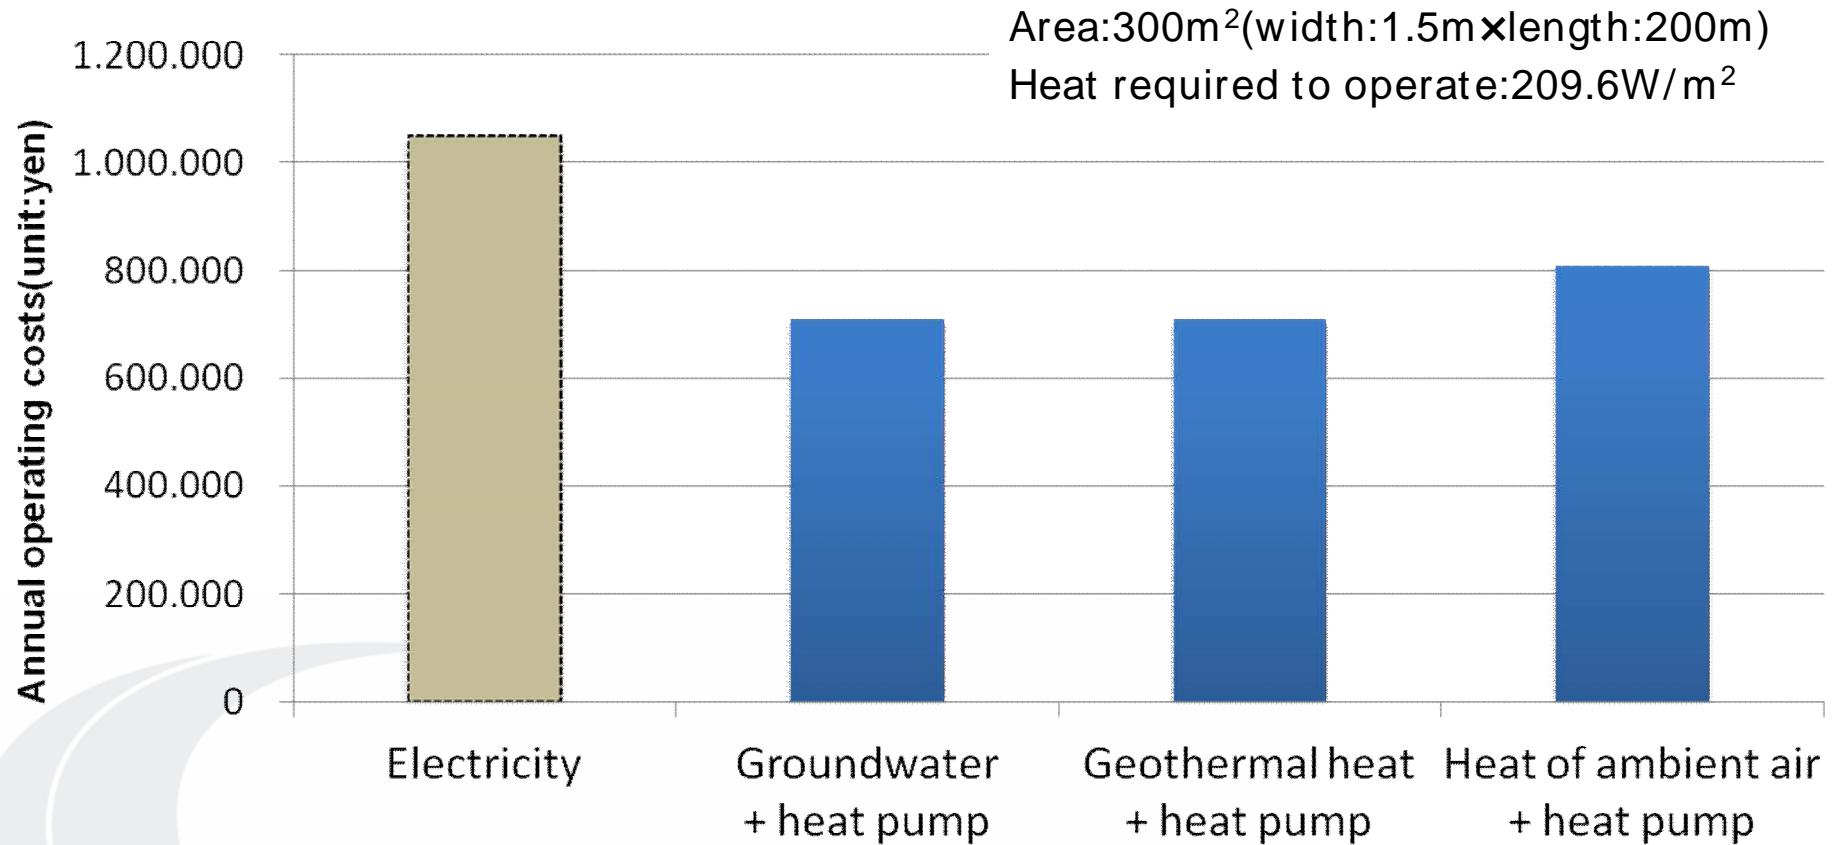 Area:300m²(width:1.5m×length:200m)
Heat required to operate:209.6W/m²
Annual operating costs(unit:yen)
1.200.000
1.000.000
800.000
600.000
400.000
200.000
0
Electricity
Groundwater
+ heat pump
Geothermal heat
+ heat pump
Heat of ambient air
+ heat pump